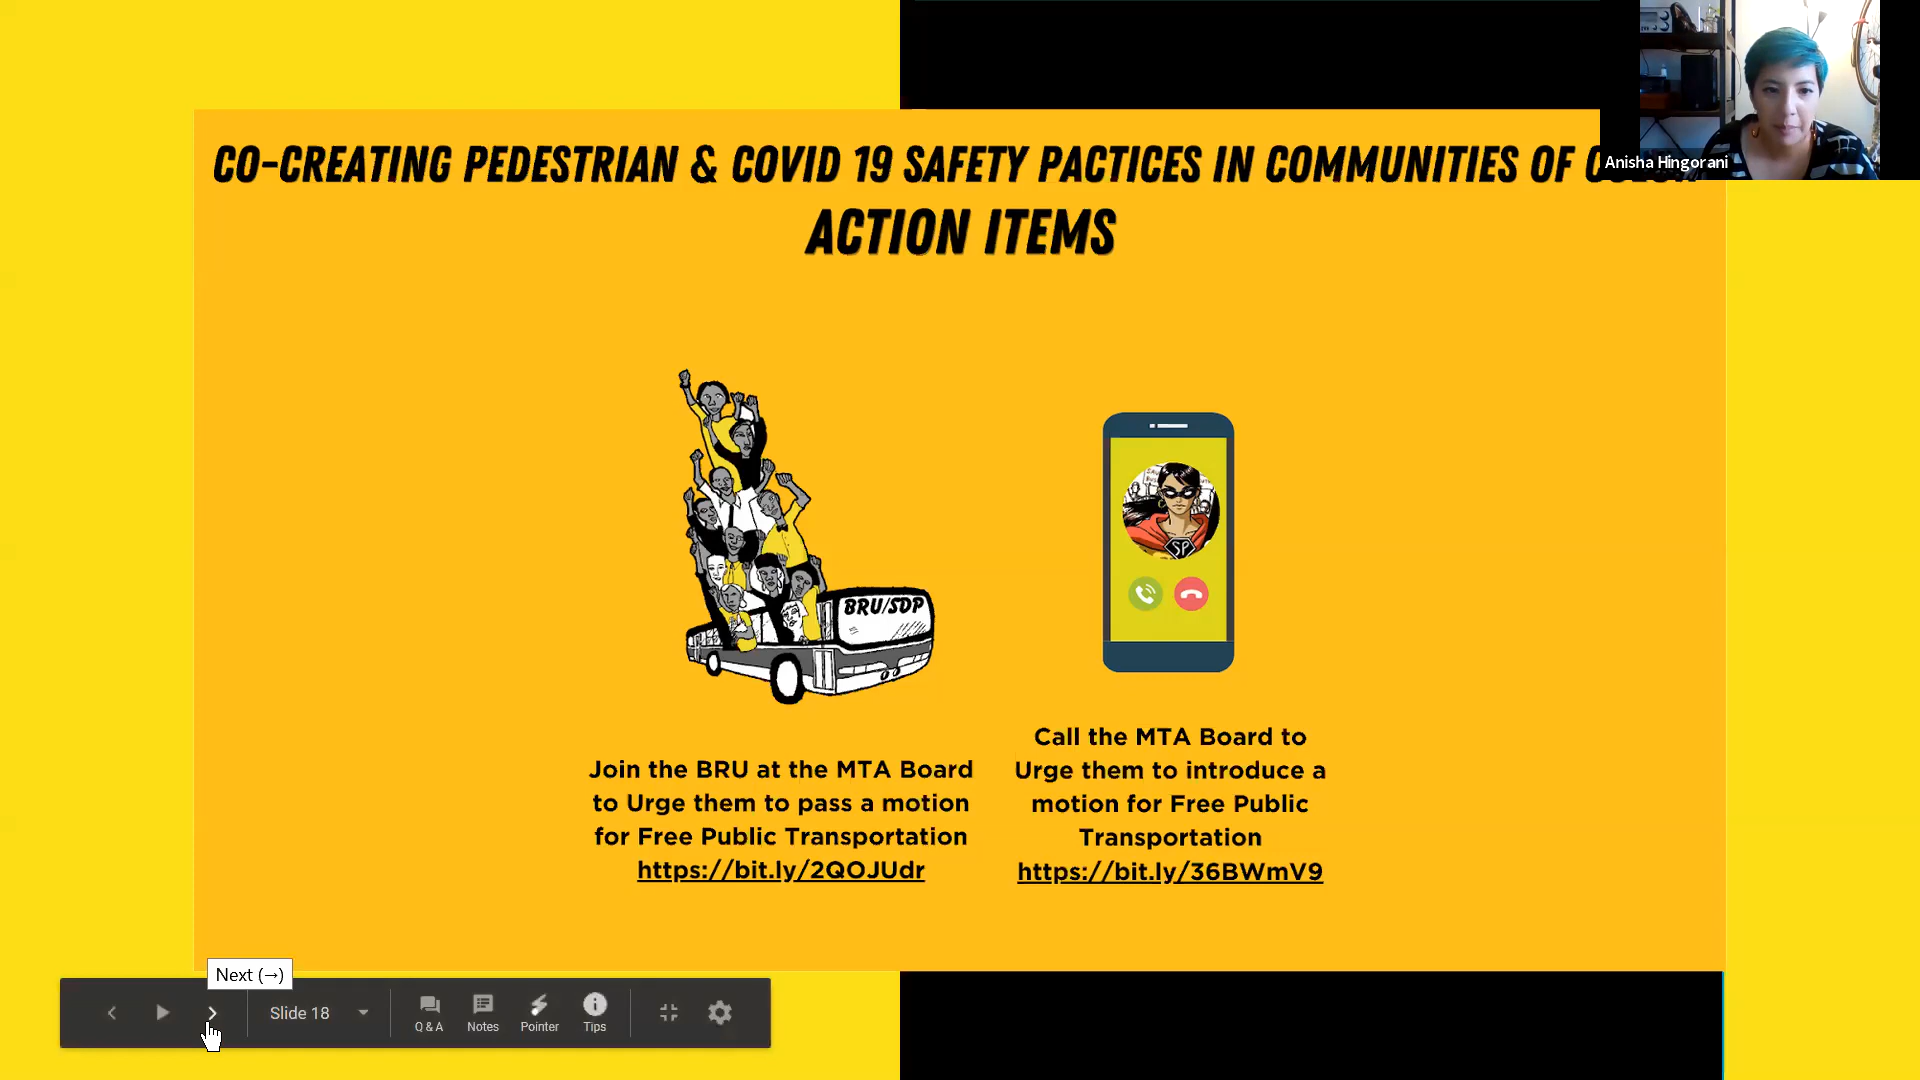 Anisha Hingorani
CO-CREATING PEDESTRIAN & COVID 19 SAFETY PACTICES IN COMMUNITIES OF
ACTION ITEMS
BRU/SDP
SP
Join the BRU at the MTA Board
to Urge them to pass a motion
for Free Public Transportation
https://bit.ly/2QOJUdr
Call the MTA Board to
Urge them to introduce a
motion for Free Public
Transportation
https://bit.ly/36BWmV9
Next (→)
Slide 18
Q & A
Notes
Pointer
Tips